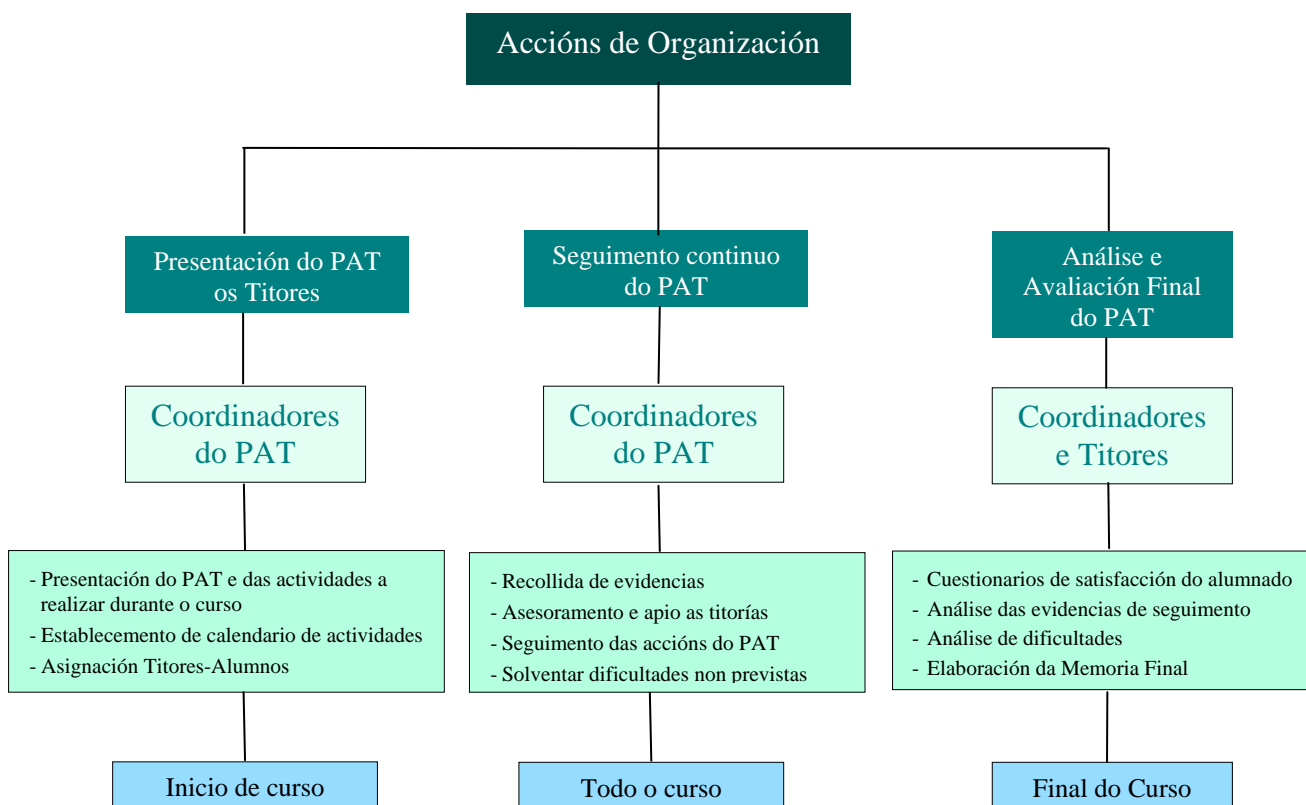 Accións de Organización
Presentación do PAT
os Titores
Seguimento continuo
do PAT
Análise e
Avaliación Final
do PAT
Coordinadores
do PAT
Coordinadores
do PAT
Coordinadores
e Titores
- Presentación do PAT e das actividades a
realizar durante o curso
- Establecemento de calendario de actividades
- Asignación Titores-Alumnos
- Recollida de evidencias
- Asesoramento e apio as titorías
- Seguimento das accións do PAT
- Solventar dificultades non previstas
- Cuestionarios de satisfacción do alumnado
- Análise das evidencias de seguimento
- Análise de dificultades
- Elaboración da Memoria Final
Inicio de curso
Todo o curso
Final do Curso